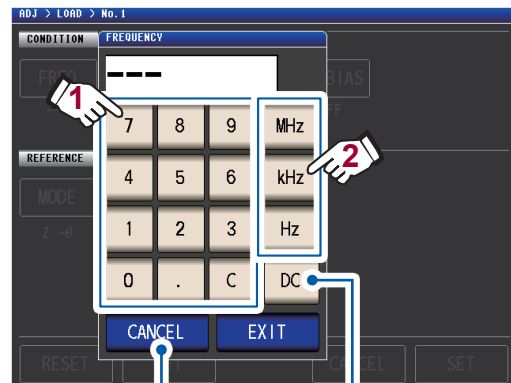 ADJ > LOAD > No.1
CONDITION FREQUENCY
FREQ --- BIAS
1
7 8 9 MHz
REFERENCE 4 5 6 kHz 2
MODE
Z -θ 1 2 3 Hz
0 . C DC
CANCEL EXIT
RESET CANCEL SET